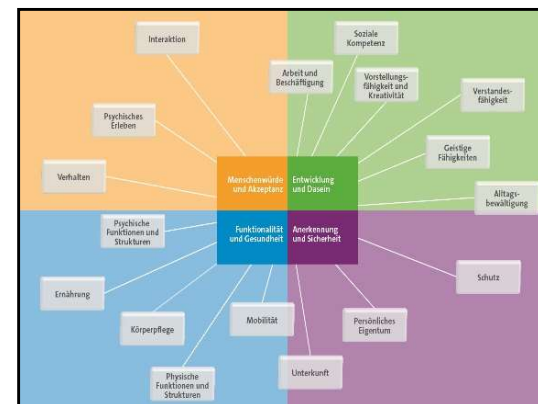 Interaktion
Psychisches
Erleben
Verhalten
Menschenwürde
und Akzeptanz
Soziale
Kompetenz
Arbeit und
Beschäftigung
Vorstellungs-
fähigkeit und
Kreativität
Verstandes-
fähigkeit
Geistige
Fähigkeiten
Alltags-
bewältigung
Entwicklung
und Dasein
Psychische
Funktionen und
Strukturen
Funktionalität
und Gesundheit
Ernährung
Körperpflege
Mobilität
Physische
Funktionen und
Strukturen
Anerkennung
und Sicherheit
Schutz
Persönliches
Eigentum
Unterkunft